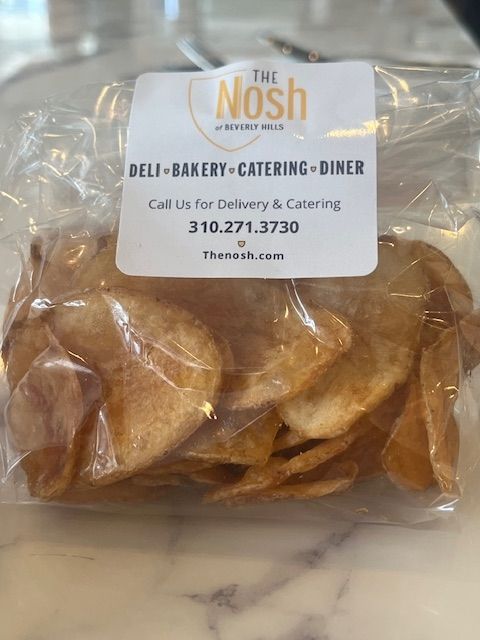 THE
Nosh
of BEVERLY HILLS
DELI BAKERY CATERING DINER
Call Us for Delivery & Catering
310.271.3730
Thenosh.com